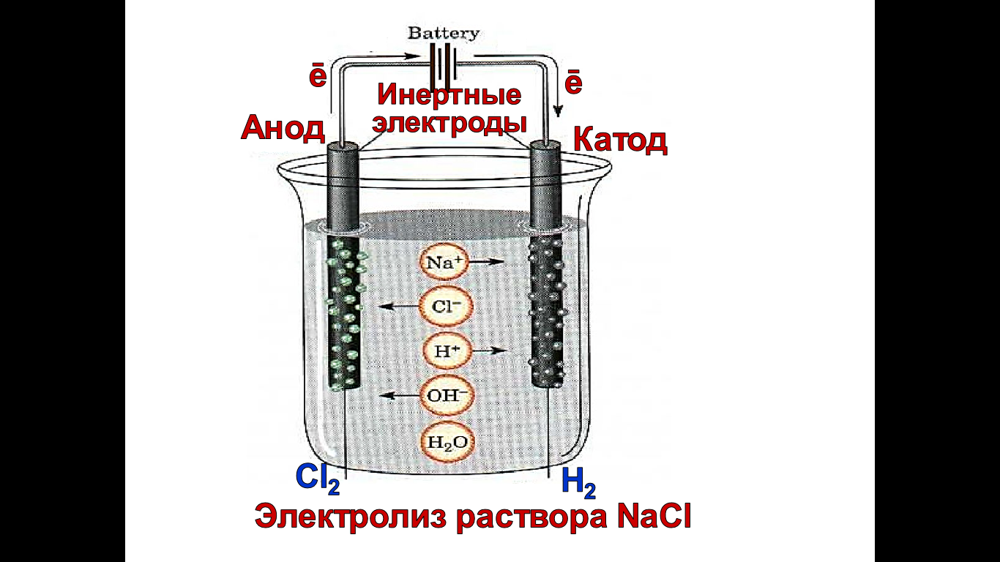 Battery
ē
ē
Инертные
электроды
Анод
Катод
Na⁺
Cl⁻
H⁺
OH⁻
H₂O
Cl₂
H₂
Электролиз раствора NaCl